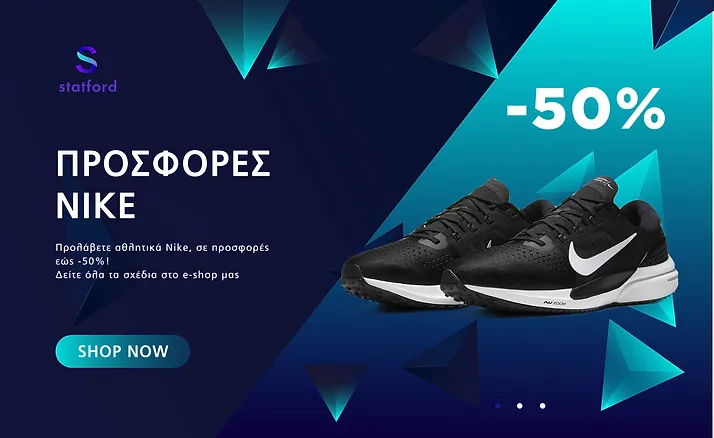 statford
-50%
ΠΡΟΣΦΟΡΕΣ
NIKE
Προλάβετε αθλητικά Nike, σε προσφορές
εώς -50%!
Δείτε όλα τα σχέδια στο e-shop μας
SHOP NOW
ZOOM